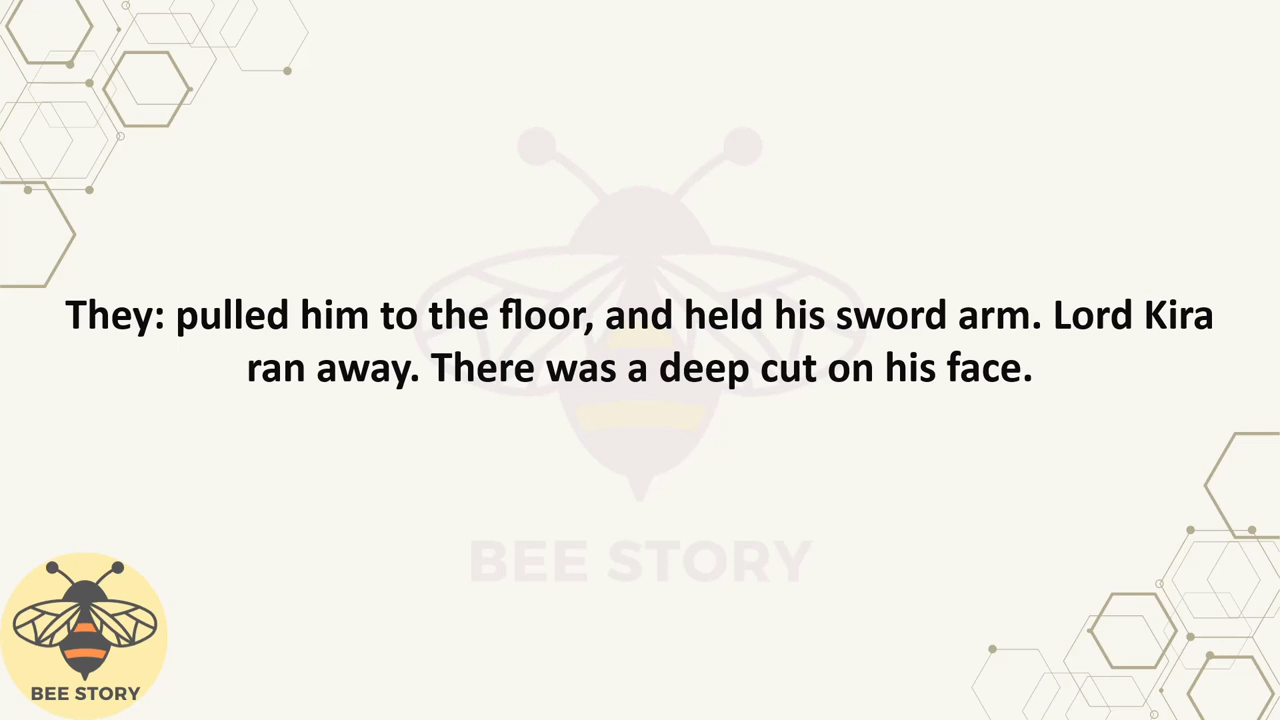 They: pulled him to the floor, and held his sword arm. Lord Kira
ran away. There was a deep cut on his face.
BEE STORY
BEE STORY